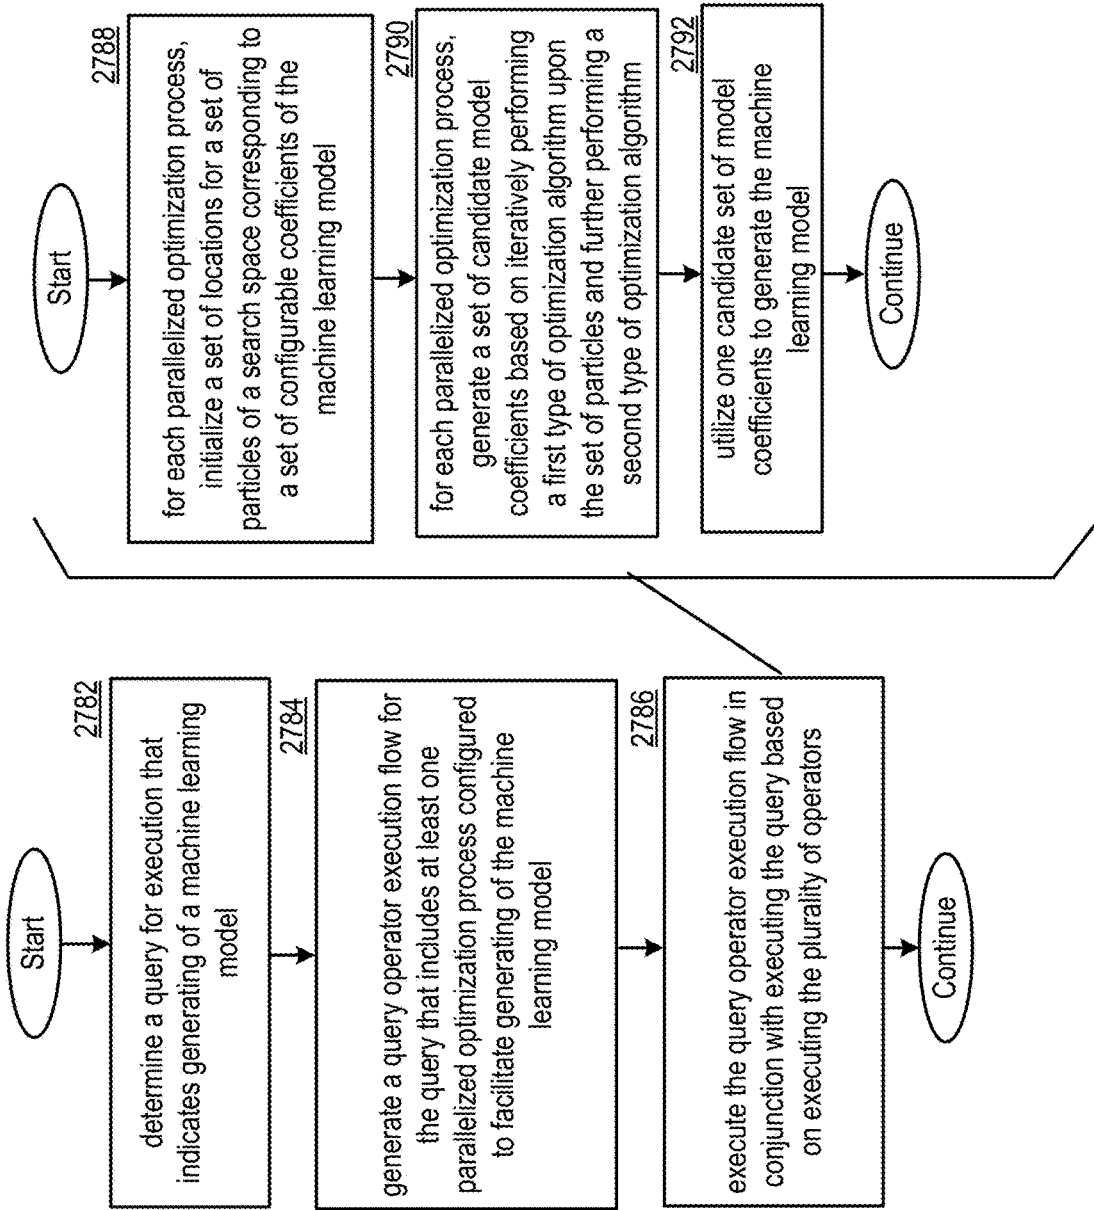 Start
2782
determine a query for execution that
indicates generating of a machine learning
model
2784
generate a query operator execution flow for
the query that includes at least one
parallelized optimization process configured
to facilitate generating of the machine
learning model
2786
execute the query operator execution flow in
conjunction with executing the query based
on executing the plurality of operators
Continue
Start
2788
for each parallelized optimization process,
initialize a set of locations for a set of
particles of a search space corresponding to
a set of configurable coefficients of the
machine learning model
2790
for each parallelized optimization process,
generate a set of candidate model
coefficients based on iteratively performing
a first type of optimization algorithm upon
the set of particles and further performing a
second type of optimization algorithm
2792
utilize one candidate set of model
coefficients to generate the machine
learning model
Continue